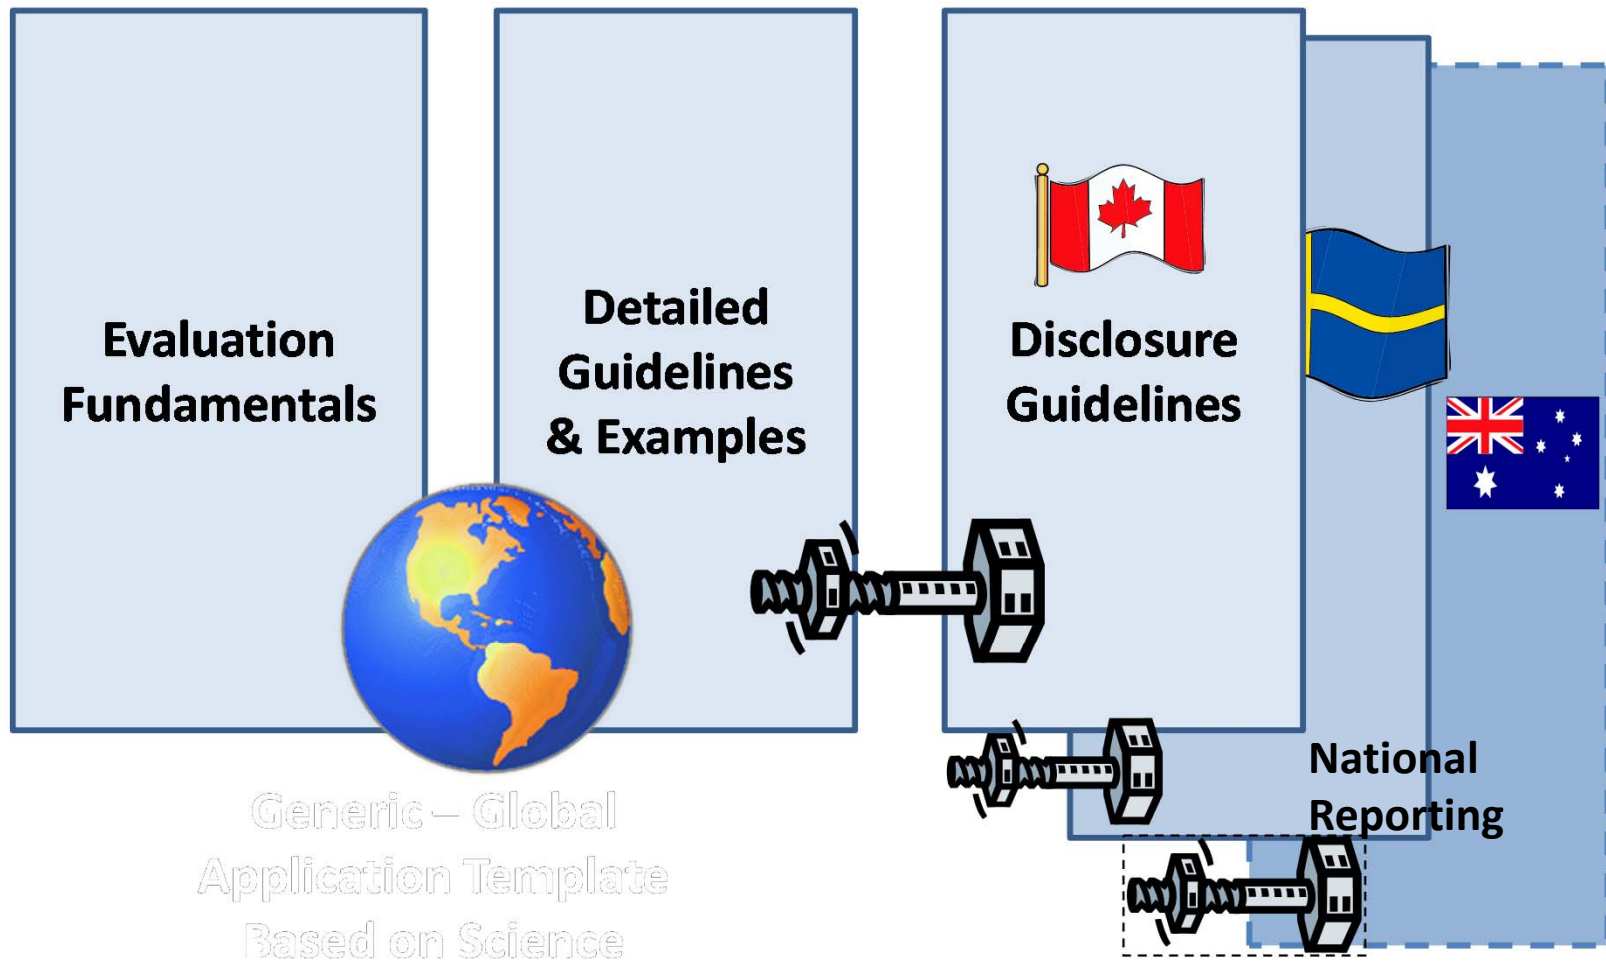 Evaluation
Fundamentals
Detailed
Guidelines
& Examples
Disclosure
Guidelines
National
Reporting
Generic – Global
Application Template
Based on Science